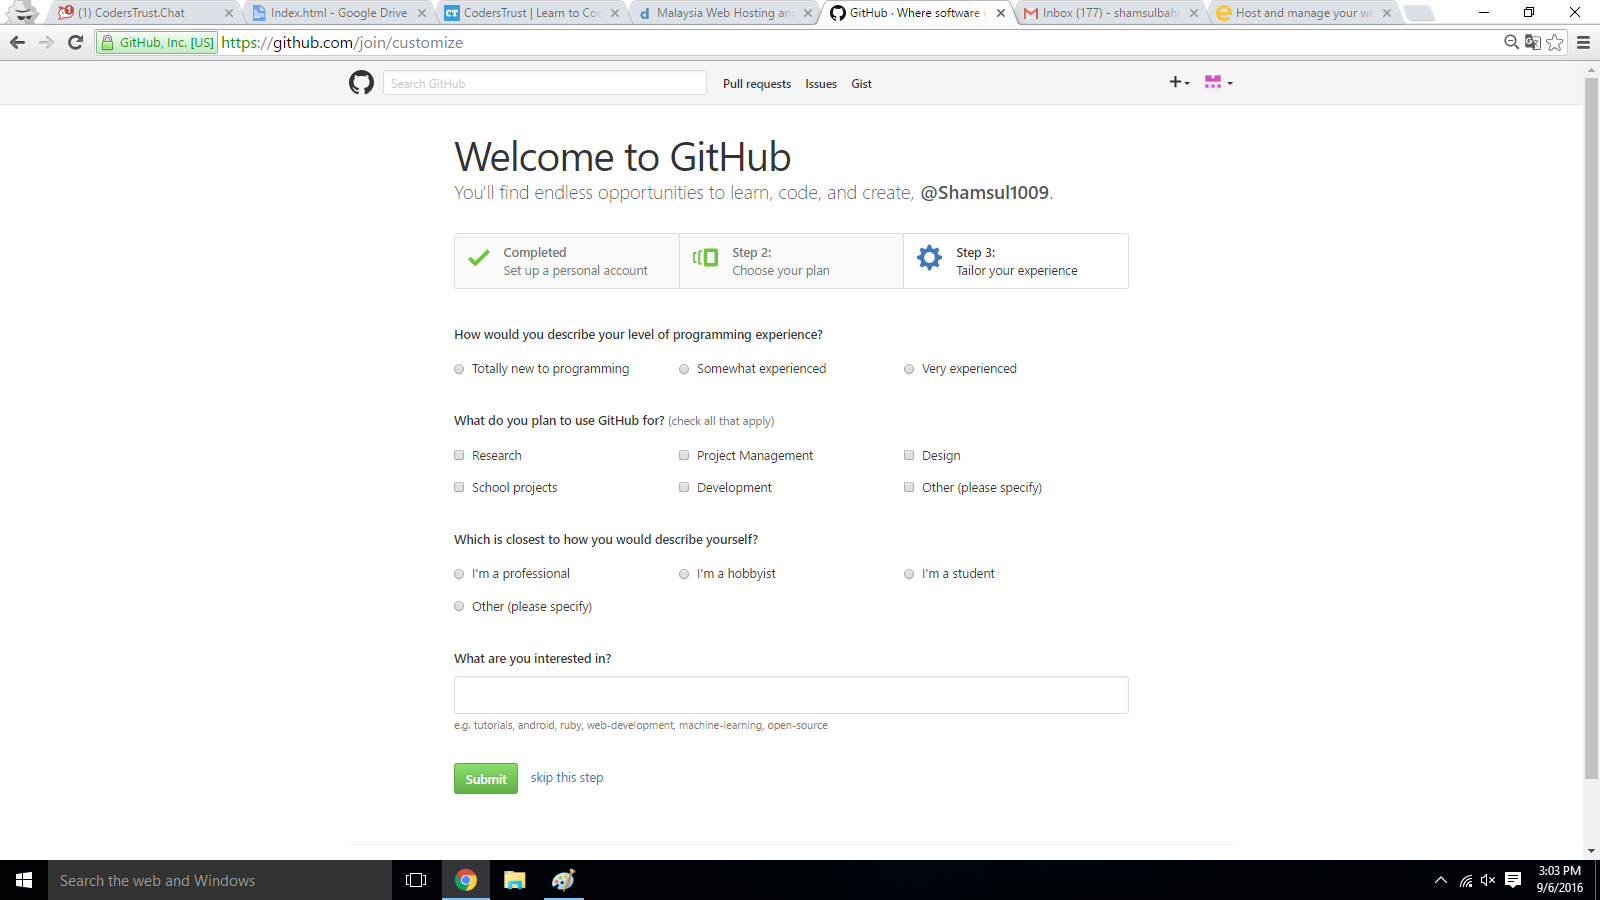 (1) CodersTrust.Chat
Index.html - Google Drive
CT CodersTrust | Learn to Co
d Malaysia Web Hosting and
GitHub · Where software i
Inbox (177) - shamsulbahr
Host and manage your we
GitHub, Inc. [US] https://github.com/join/customize
Search GitHub
Pull requests Issues Gist
Welcome to GitHub
You'll find endless opportunities to learn, code, and create, @Shamsul1009.
Completed
Set up a personal account
Step 2:
Choose your plan
Step 3:
Tailor your experience
How would you describe your level of programming experience?
Totally new to programming Somewhat experienced Very experienced
What do you plan to use GitHub for? (check all that apply)
Research Project Management Design
School projects Development Other (please specify)
Which is closest to how you would describe yourself?
I'm a professional I'm a hobbyist I'm a student
Other (please specify)
What are you interested in?
e.g. tutorials, android, ruby, web-development, machine-learning, open-source
Submit skip this step
Search the web and Windows
3:03 PM
9/6/2016